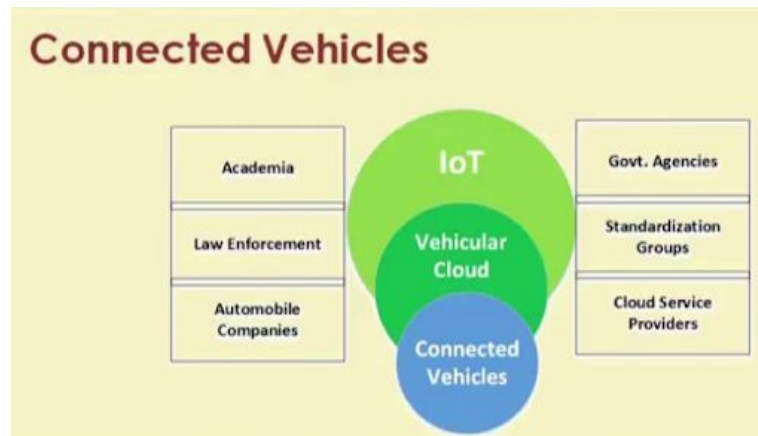 Connected Vehicles
Academia
Law Enforcement
Automobile
Companies
IoT
Vehicular
Cloud
Connected
Vehicles
Govt. Agencies
Standardization
Groups
Cloud Service
Providers